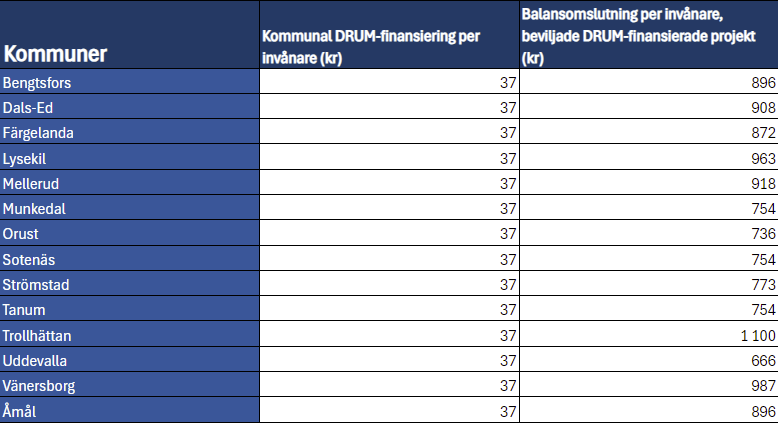 Kommuner
Kommunal DRUM-finansiering per
invånare (kr)
Balansomslutning per invånare,
beviljade DRUM-finansierade projekt
(kr)
Bengtsfors 37 896
Dals-Ed 37 908
Färgelanda 37 872
Lysekil 37 963
Mellerud 37 918
Munkedal 37 754
Orust 37 736
Sotenäs 37 754
Strömstad 37 773
Tanum 37 754
Trollhättan 37 1 100
Uddevalla 37 666
Vänersborg 37 987
Åmål 37 896